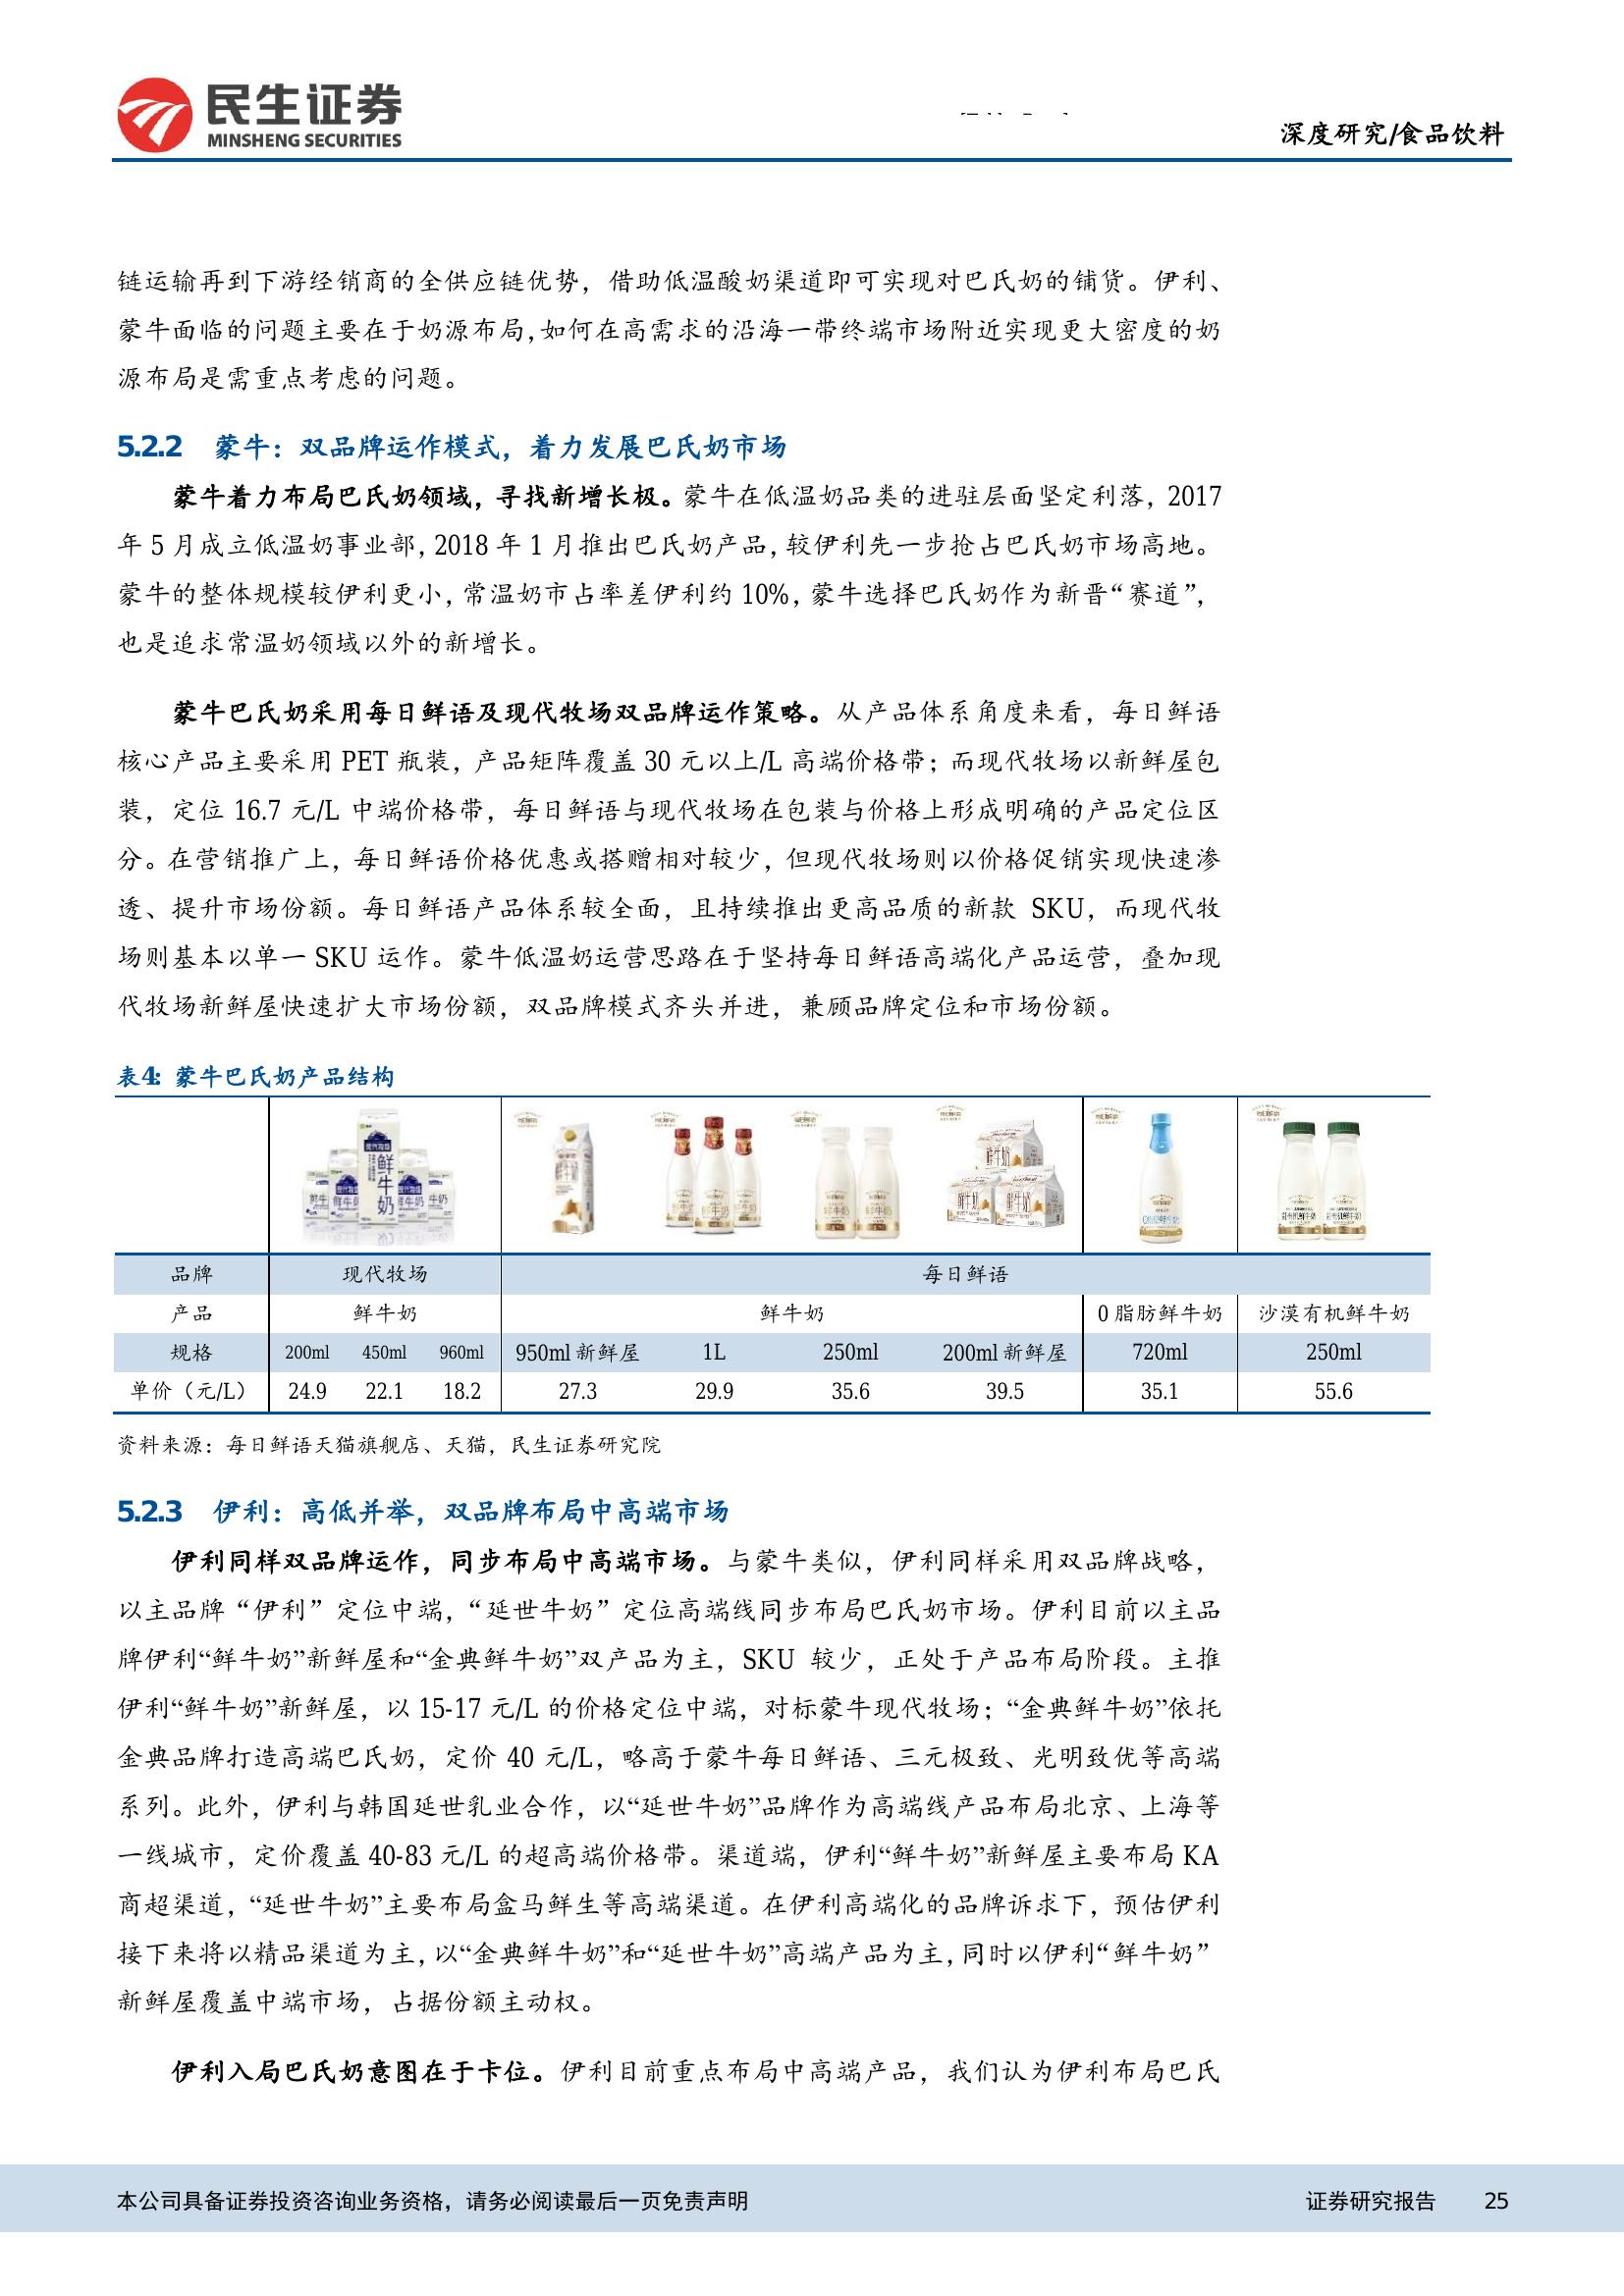 民生证券
MINSHENG SECURITIES
深度研究/食品饮料
链运输再到下游经销商的全供应链优势，借助低温酸奶渠道即可实现对巴氏奶的铺货。伊利、
蒙牛面临的问题主要在于奶源布局，如何在高需求的沿海一带终端市场附近实现更大密度的奶
源布局是需重点考虑的问题。
5.2.2 蒙牛：双品牌运作模式，着力发展巴氏奶市场
蒙牛着力布局巴氏奶领域，寻找新增长极。蒙牛在低温奶品类的进驻层面坚定利落，2017
年 5 月成立低温奶事业部，2018 年 1 月推出巴氏奶产品，较伊利先一步抢占巴氏奶市场高地。
蒙牛的整体规模较伊利更小，常温奶市占率差伊利约 10%，蒙牛选择巴氏奶作为新晋“赛道”，
也是追求常温奶领域以外的新增长。
蒙牛巴氏奶采用每日鲜语及现代牧场双品牌运作策略。从产品体系角度来看，每日鲜语
核心产品主要采用 PET 瓶装，产品矩阵覆盖 30 元以上/L 高端价格带；而现代牧场以新鲜屋包
装，定位 16.7 元/L 中端价格带，每日鲜语与现代牧场在包装与价格上形成明确的产品定位区
分。在营销推广上，每日鲜语价格优惠或搭赠相对较少，但现代牧场则以价格促销实现快速渗
透、提升市场份额。每日鲜语产品体系较全面，且持续推出更高品质的新款 SKU，而现代牧
场则基本以单一 SKU 运作。蒙牛低温奶运营思路在于坚持每日鲜语高端化产品运营，叠加现
代牧场新鲜屋快速扩大市场份额，双品牌模式齐头并进，兼顾品牌定位和市场份额。
表4: 蒙牛巴氏奶产品结构
鲜牛奶
品牌 现代牧场 每日鲜语
产品 鲜牛奶 鲜牛奶 0 脂肪鲜牛奶 沙漠有机鲜牛奶
规格 200ml 450ml 960ml 950ml 新鲜屋 1L 250ml 200ml 新鲜屋 720ml 250ml
单价（元/L） 24.9 22.1 18.2 27.3 29.9 35.6 39.5 35.1 55.6
资料来源：每日鲜语天猫旗舰店、天猫，民生证券研究院
5.2.3 伊利：高低并举，双品牌布局中高端市场
伊利同样双品牌运作，同步布局中高端市场。与蒙牛类似，伊利同样采用双品牌战略，
以主品牌“伊利”定位中端，“延世牛奶”定位高端线同步布局巴氏奶市场。伊利目前以主品
牌伊利“鲜牛奶”新鲜屋和“金典鲜牛奶”双产品为主，SKU 较少，正处于产品布局阶段。主推
伊利“鲜牛奶”新鲜屋，以 15-17 元/L 的价格定位中端，对标蒙牛现代牧场；“金典鲜牛奶”依托
金典品牌打造高端巴氏奶，定价 40 元/L，略高于蒙牛每日鲜语、三元极致、光明致优等高端
系列。此外，伊利与韩国延世乳业合作，以“延世牛奶”品牌作为高端线产品布局北京、上海等
一线城市，定价覆盖 40-83 元/L 的超高端价格带。渠道端，伊利“鲜牛奶”新鲜屋主要布局 KA
商超渠道，“延世牛奶”主要布局盒马鲜生等高端渠道。在伊利高端化的品牌诉求下，预估伊利
接下来将以精品渠道为主，以“金典鲜牛奶”和“延世牛奶”高端产品为主，同时以伊利“鲜牛奶”
新鲜屋覆盖中端市场，占据份额主动权。
伊利入局巴氏奶意图在于卡位。伊利目前重点布局中高端产品，我们认为伊利布局巴氏
本公司具备证券投资咨询业务资格，请务必阅读最后一页免责声明 证券研究报告 25